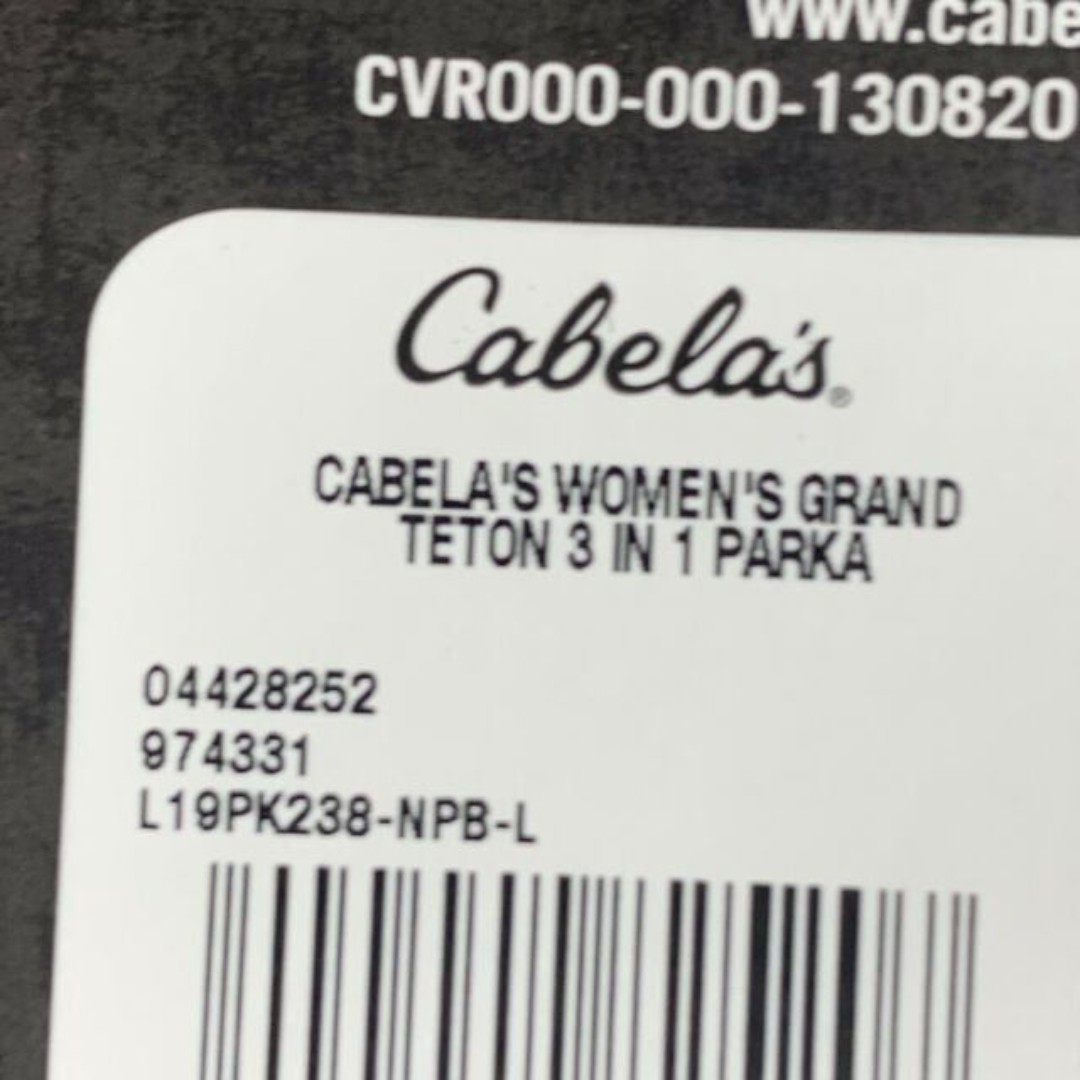 www.cabe
CVR000-000-130820
Cabela's®
CABELA'S WOMEN'S GRAND
TETON 3 IN 1 PARKA
04428252
974331
L19PK238-NPB-L